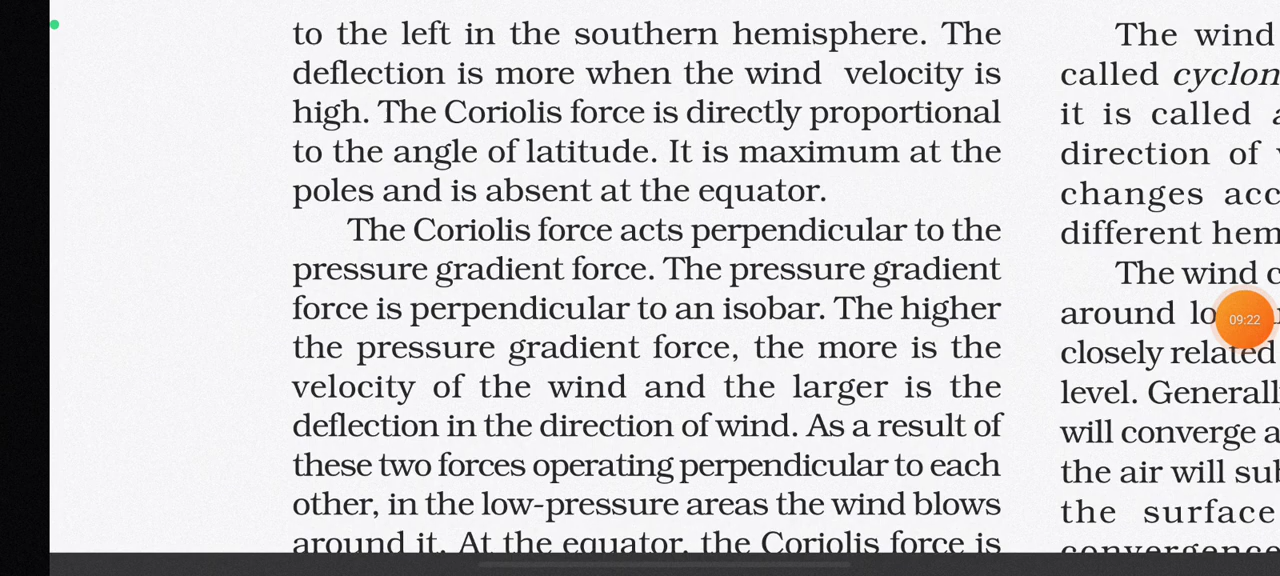 to the left in the southern hemisphere. The
deflection is more when the wind velocity is
high. The Coriolis force is directly proportional
to the angle of latitude. It is maximum at the
poles and is absent at the equator.
The Coriolis force acts perpendicular to the
pressure gradient force. The pressure gradient
force is perpendicular to an isobar. The higher
the pressure gradient force, the more is the
velocity of the wind and the larger is the
deflection in the direction of wind. As a result of
these two forces operating perpendicular to each
other, in the low-pressure areas the wind blows
around it. At the equator, the Coriolis force is
The wind
called
it is called
direction of
changes
different
The wind
around
closely related
level.
will converge
the air will
the surface
09:22